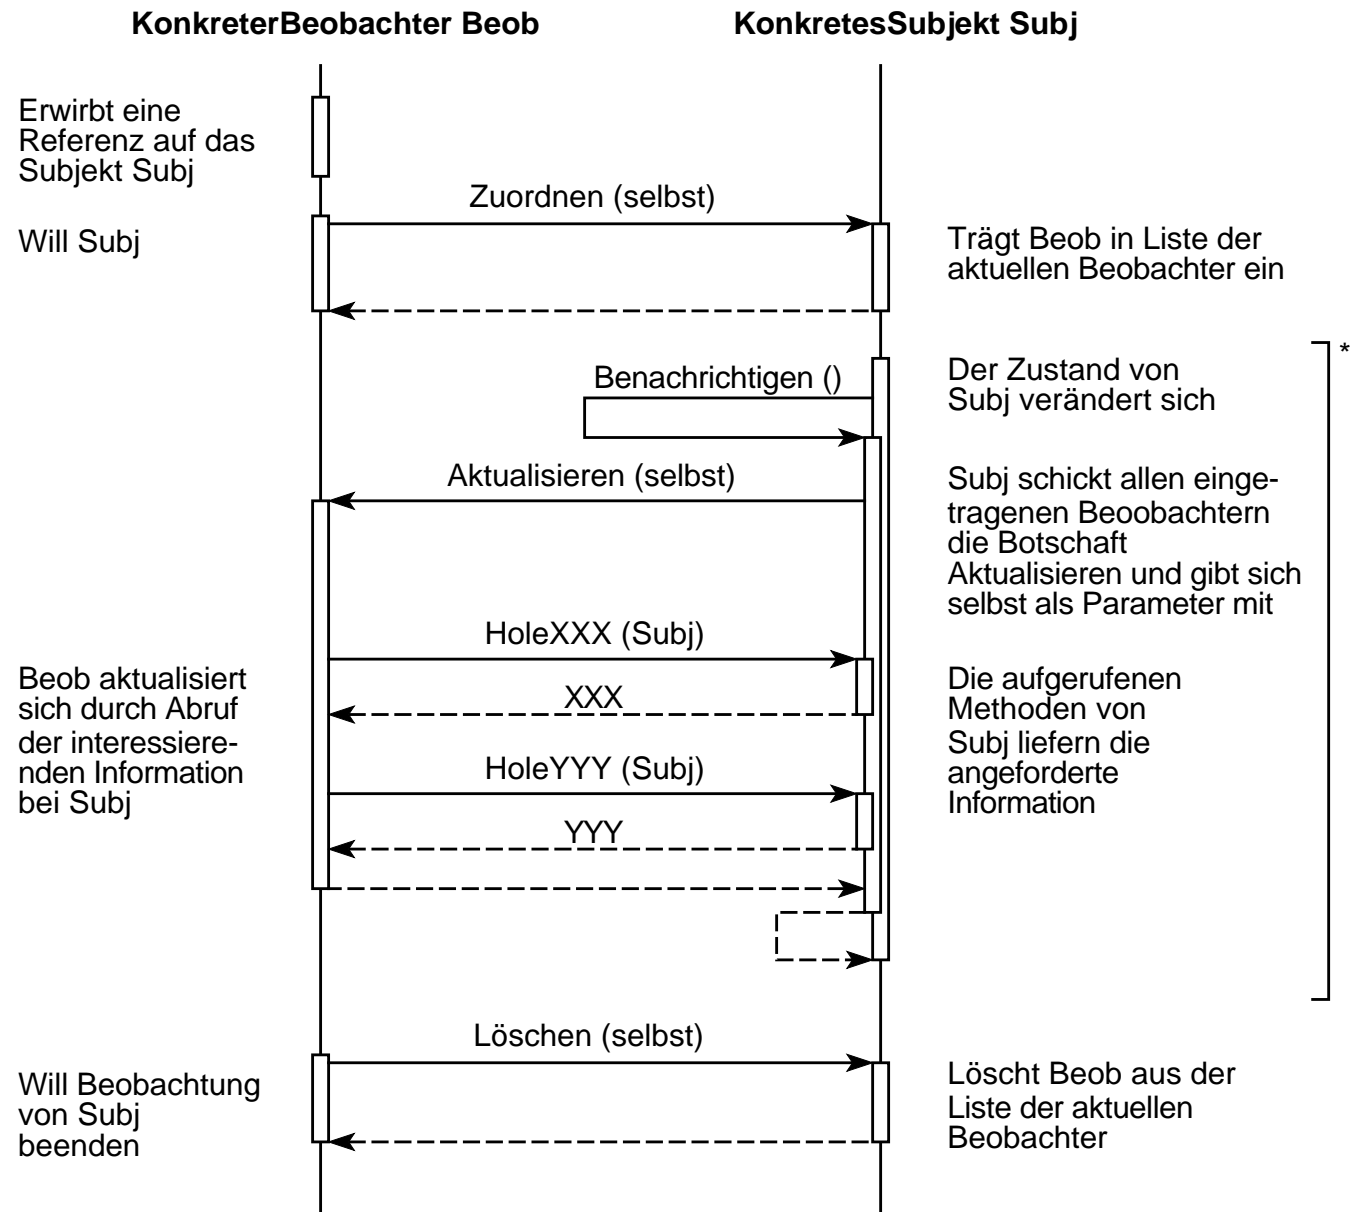 KonkreterBeobachter Beob
KonkretesSubjekt Subj
Erwirbt eine
Referenz auf das
Subjekt Subj
Zuordnen (selbst)
Will Subj
Trägt Beob in Liste der
aktuellen Beobachter ein
*
Benachrichtigen ()
Der Zustand von
Subj verändert sich
Aktualisieren (selbst)
Subj schickt allen einge-
tragenen Beoobachtern
die Botschaft
Aktualisieren und gibt sich
selbst als Parameter mit
HoleXXX (Subj)
XXX
HoleYYY (Subj)
YYY
Beob aktualisiert
sich durch Abruf
der interessiere-
nden Information
bei Subj
Die aufgerufenen
Methoden von
Subj liefern die
angeforderte
Information
Löschen (selbst)
Will Beobachtung
von Subj
beenden
Löscht Beob aus der
Liste der aktuellen
Beobachter